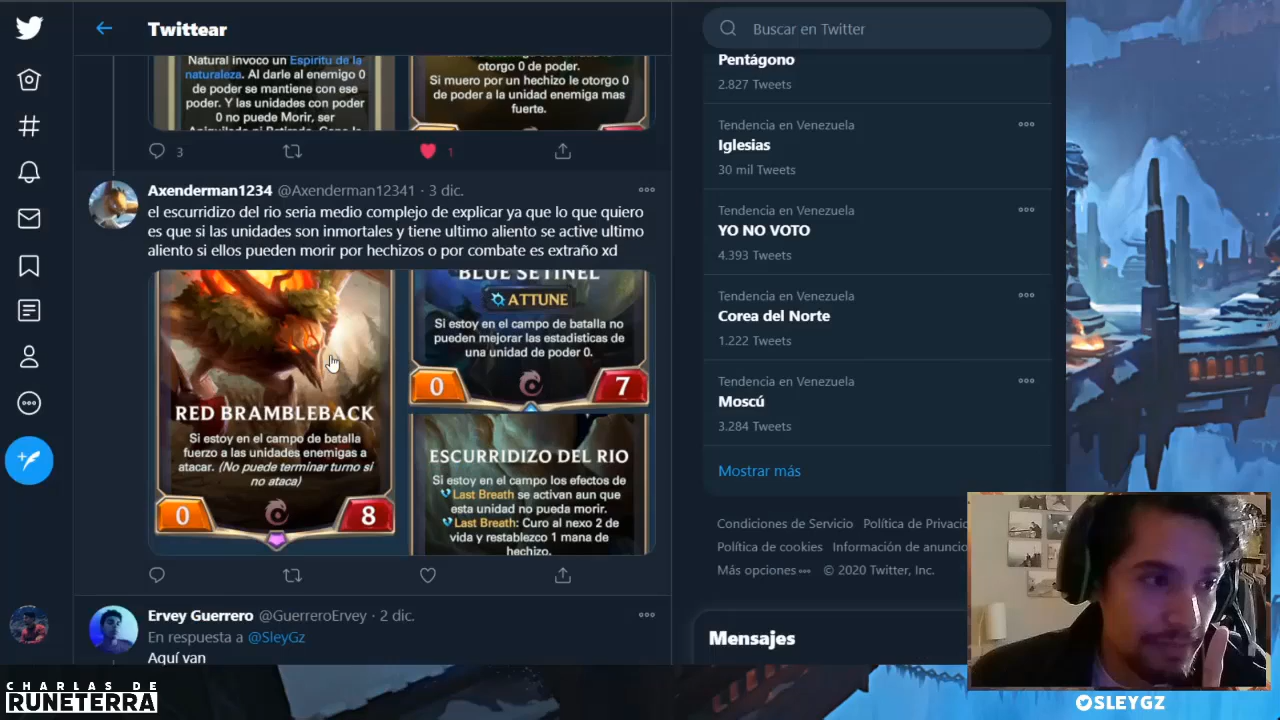 Twittear
Buscar en Twitter
Natural invoco un Espiritu de la
naturaleza. Al darle al enemigo 0
de poder se mantiene con ese
poder. Y las unidades con poder
0 no puede Morir, ser
otorgo 0 de poder.
Si muero por un hechizo le otorgo 0
de poder a la unidad enemiga mas
fuerte.
3
1
Axenderman1234 @Axenderman12341 · 3 dic.
el escurridizo del rio seria medio complejo de explicar ya que lo que quiero
es que si las unidades son inmortales y tiene ultimo aliento se active ultimo
aliento si ellos pueden morir por hechizos o por combate es extraño xd
RED BRAMBLEBACK
Si estoy en el campo de batalla
fuerzo a las unidades enemigas a
atacar. (No puede terminar turno si
no ataca)
0
8
BLUE SETINEL
ATTUNE
Si estoy en el campo de batalla no
pueden mejorar las estadisticas de
una unidad de poder 0.
0
7
ESCURRIDIZO DEL RIO
Si estoy en el campo los efectos de
Last Breath se activan aun que
esta unidad no pueda morir.
Last Breath: Curo al nexo 2 de
vida y restablezco 1 mana de
hechizo.
Ervey Guerrero @GuerreroErvey · 2 dic.
En respuesta a @SleyGz
Aquí van
Pentágono
2.827 Tweets
Tendencia en Venezuela
Iglesias
30 mil Tweets
Tendencia en Venezuela
YO NO VOTO
4.393 Tweets
Tendencia en Venezuela
Corea del Norte
1.222 Tweets
Tendencia en Venezuela
Moscú
3.284 Tweets
Mostrar más
Condiciones de Servicio Política de Privacid
Política de cookies Información de anuncio
Más opciones © 2020 Twitter, Inc.
Mensajes
CHARLAS DE
RUNETERRA
SLEYGZ